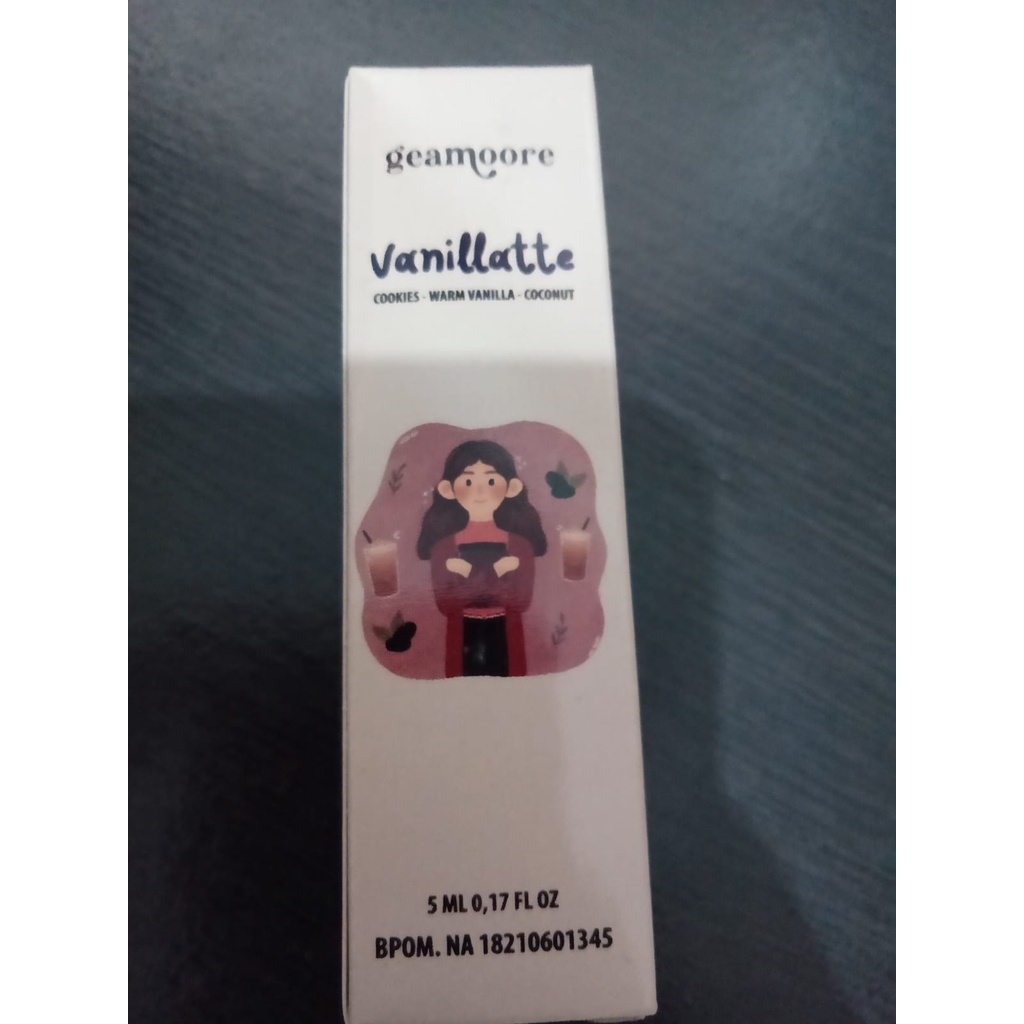 geamoore
vanillatte
COOKIES - WARM VANILLA - COCONUT
5 ML 0,17 FL OZ
BPOM. NA 18210601345